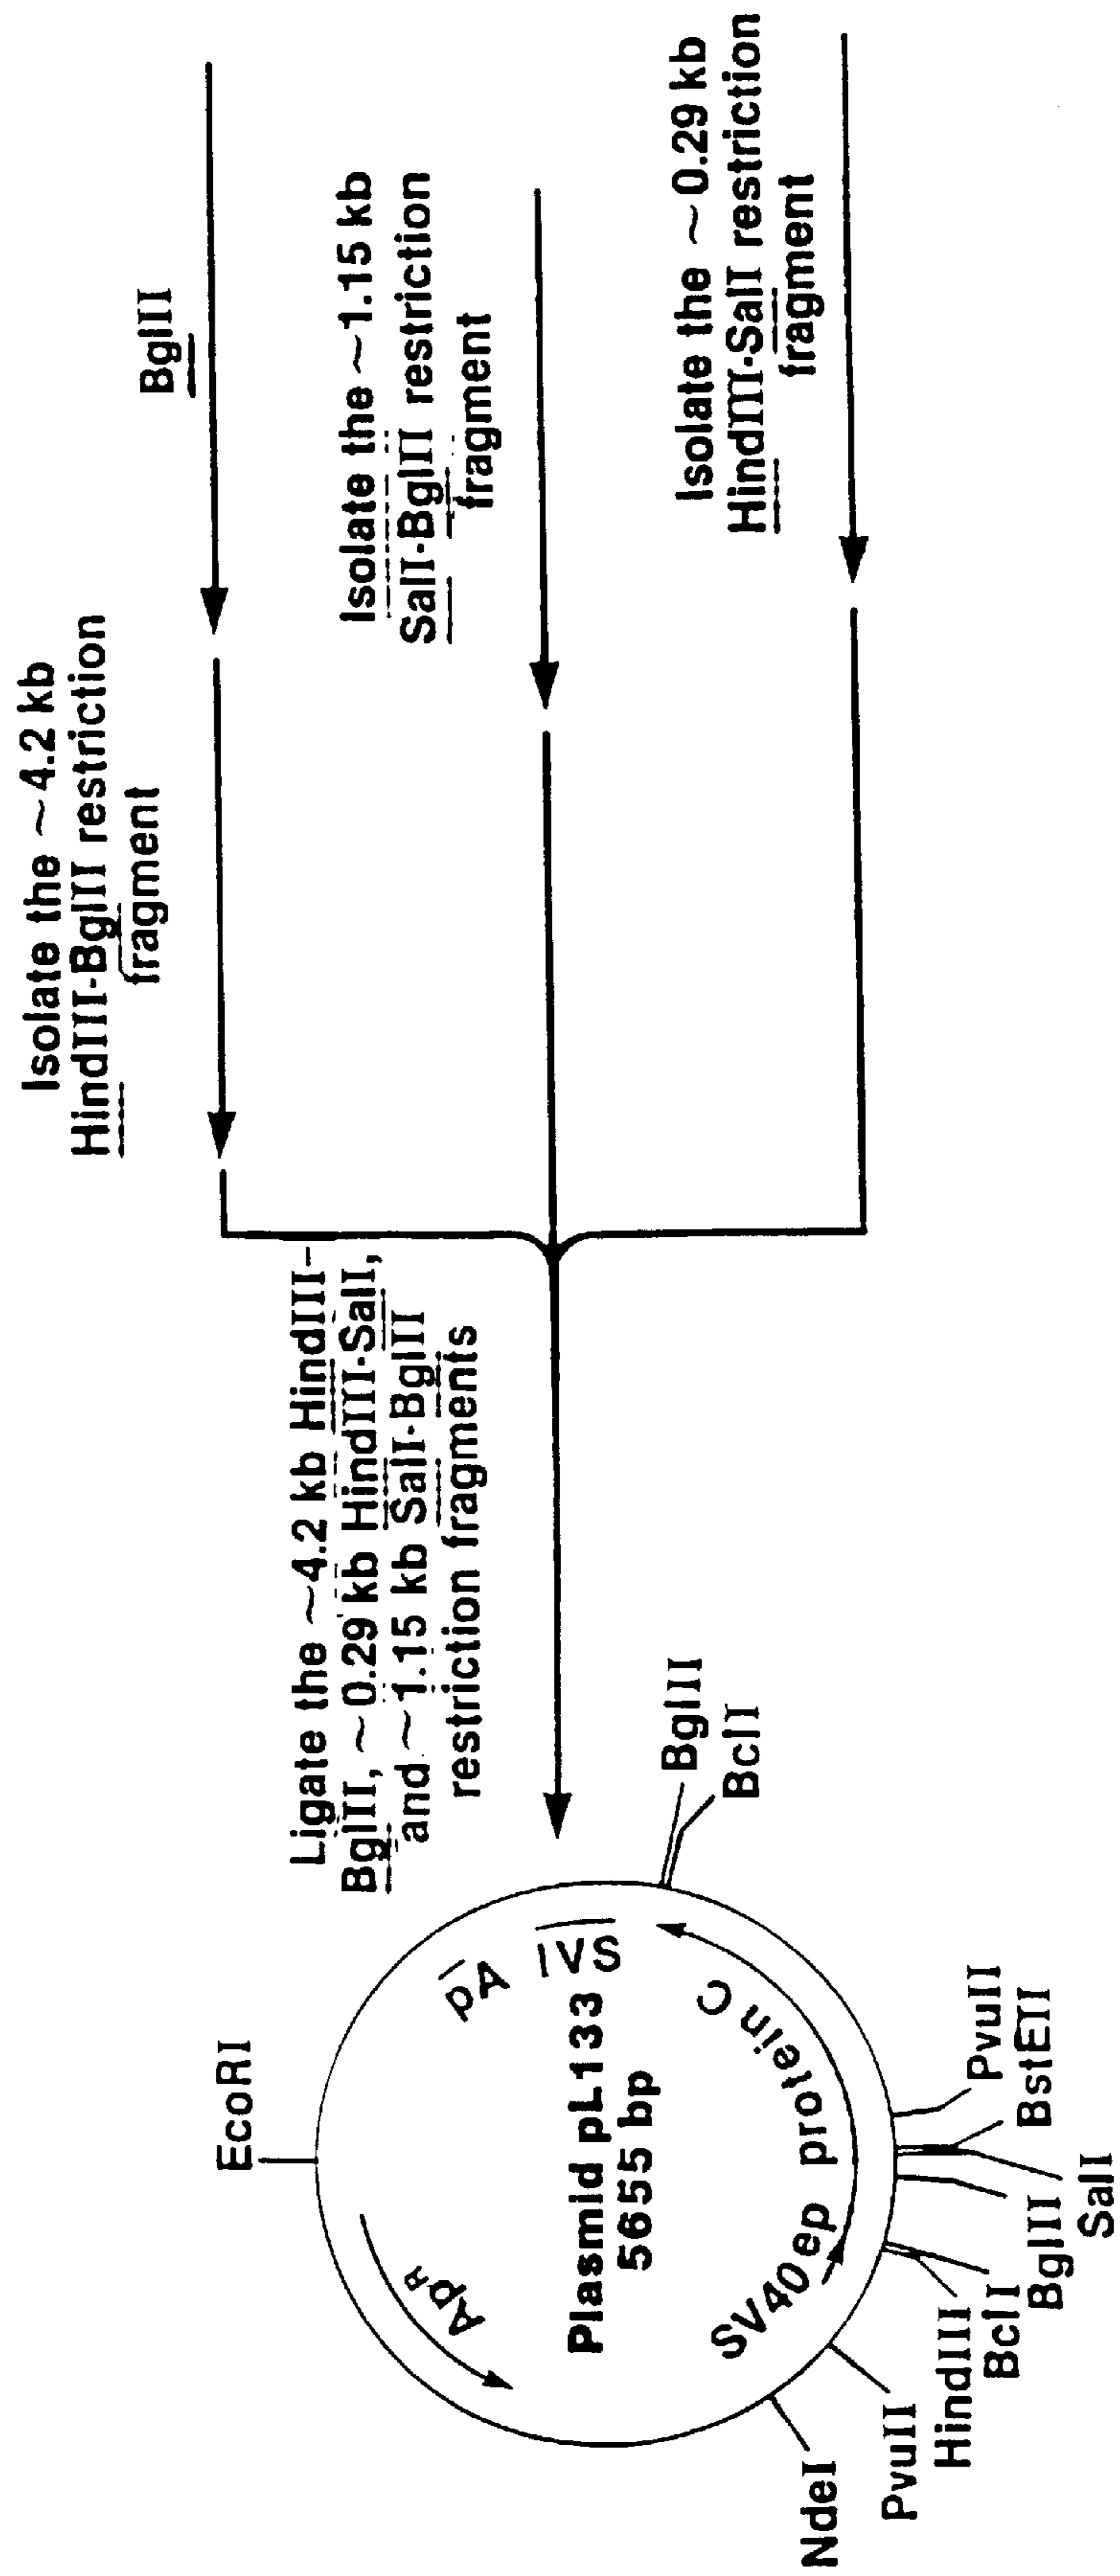 BglII
Isolate the ~4.2 kb
HindIII-BglII restriction
fragment
Isolate the ~1.15 kb
SalI-BglII restriction
fragment
Isolate the ~0.29 kb
HindIII-SalI restriction
fragment
Ligate the ~4.2 kb HindIII-
BglII, ~0.29 kb HindIII-SalI,
and ~1.15 kb SalI-BglII
restriction fragments
EcoRI
BglII
BclI
PvuII
BstEII
SalI
BglII
BclI
HindIII
PvuII
NdeI
ApR
pA
IVS
protein C
SV40 ep
Plasmid pL133
5655 bp